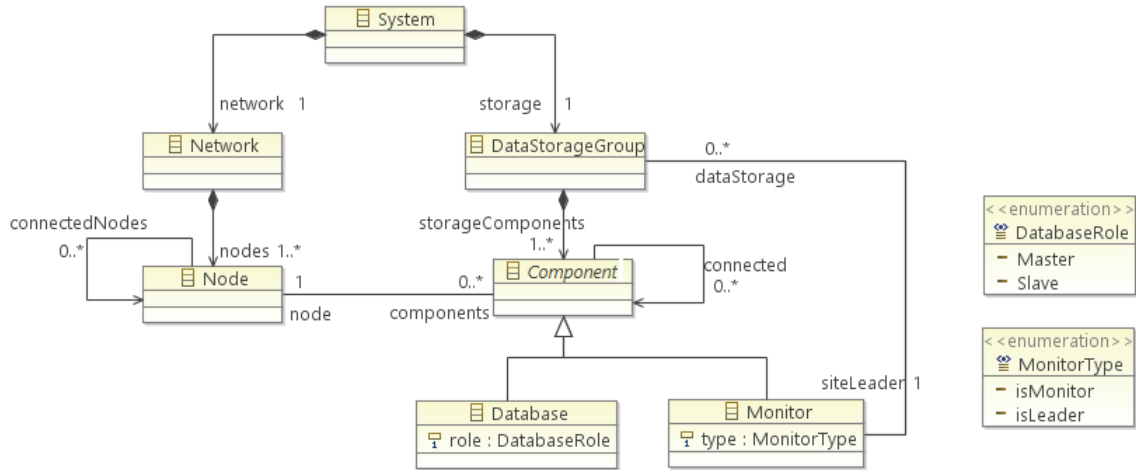 System
network 1
storage 1
Network
DataStorageGroup
0..*
dataStorage
connectedNodes
0..*
storageComponents
nodes 1..*
1..*
<<enumeration>>
DatabaseRole
Master
Slave
Node
Component
connected
0..*
1
node
0..*
components
<<enumeration>>
MonitorType
isMonitor
isLeader
siteLeader 1
Database
role : DatabaseRole
Monitor
type : MonitorType